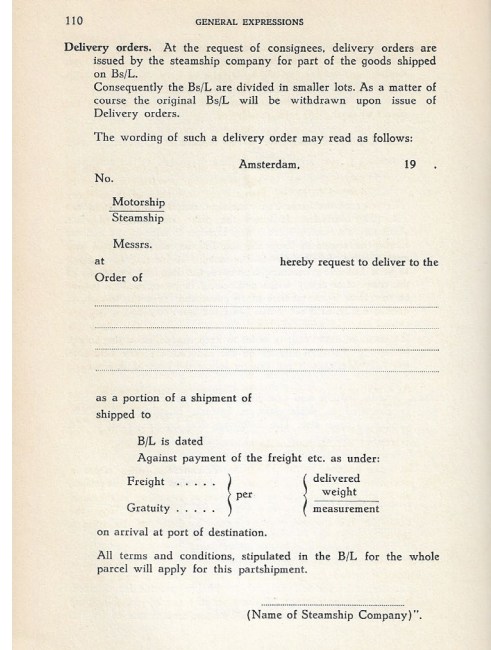 110 GENERAL EXPRESSIONS
Delivery orders. At the request of consignees, delivery orders are
issued by the steamship company for part of the goods shipped
on Bs/L.
Consequently the Bs/L are divided in smaller lots. As a matter of
course the original Bs/L will be withdrawn upon issue of
Delivery orders.
The wording of such a delivery order may read as follows:
Amsterdam, 19 .
No.
Motorship
Steamship
Messrs.
at hereby request to deliver to the
Order of
as a portion of a shipment of
shipped to
B/L is dated
Against payment of the freight etc. as under:
Freight . . . . .
Gratuity . . . . .
per
delivered
weight
measurement
on arrival at port of destination.
All terms and conditions, stipulated in the B/L for the whole
parcel will apply for this partshipment.
(Name of Steamship Company)".